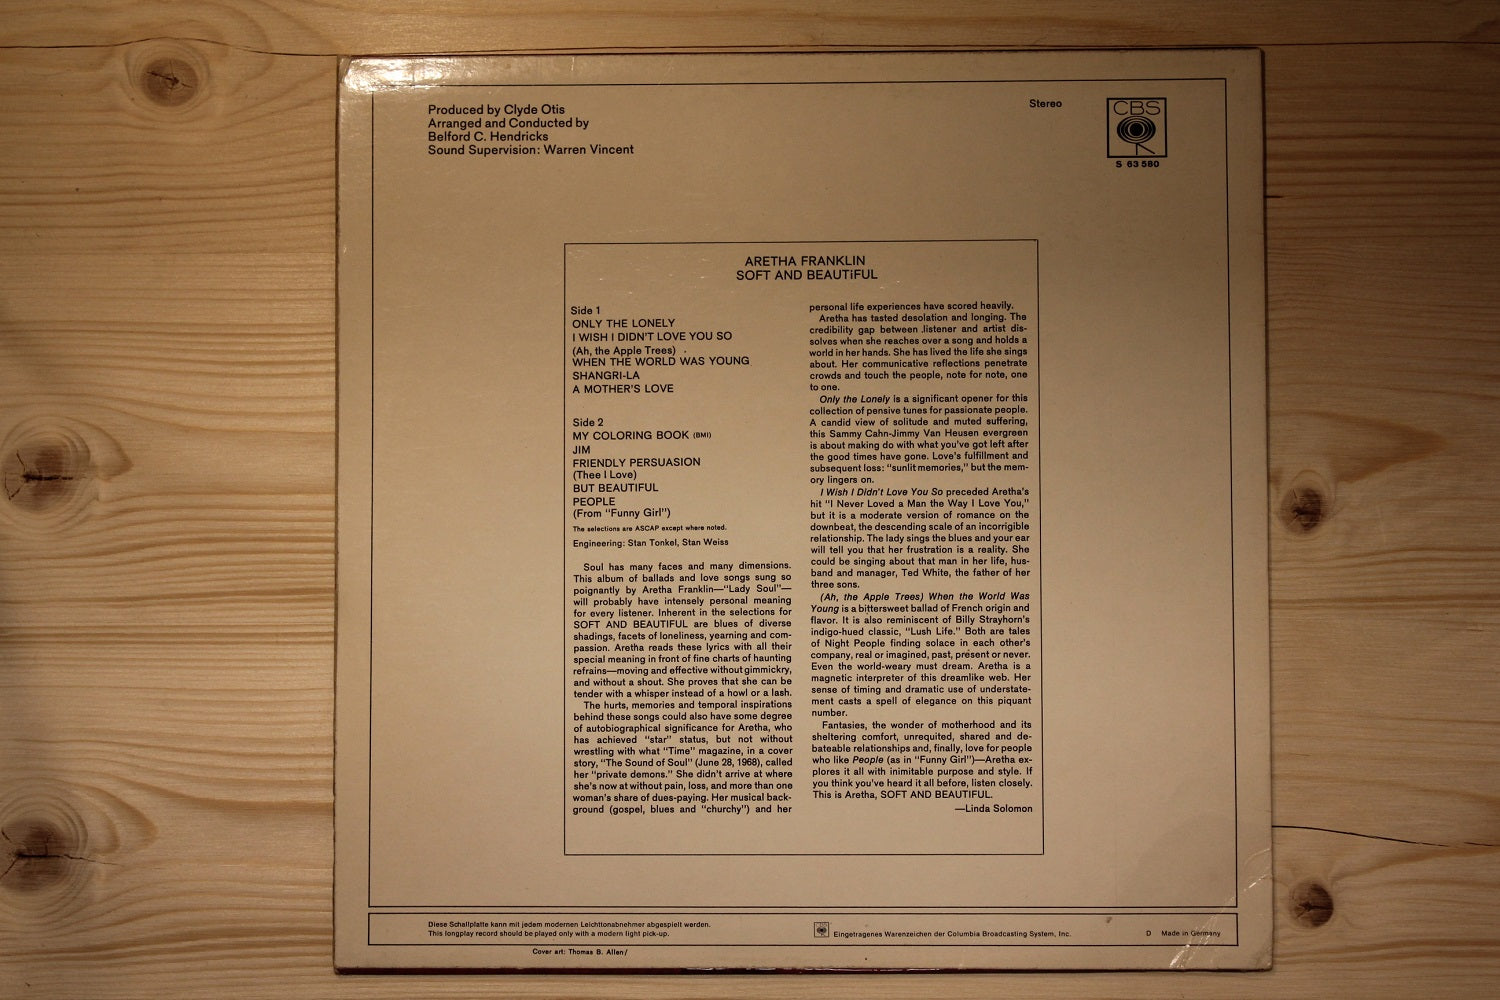 Produced by Clyde Otis
Arranged and Conducted by
Belford C. Hendricks
Sound Supervision: Warren Vincent
Stereo
CBS
S 63 580
ARETHA FRANKLIN
SOFT AND BEAUTiFUL
Side 1
ONLY THE LONELY
I WISH I DIDN'T LOVE YOU SO
(Ah, the Apple Trees)
WHEN THE WORLD WAS YOUNG
SHANGRI-LA
A MOTHER'S LOVE
Side 2
MY COLORING BOOK (BMI)
JIM
FRIENDLY PERSUASION
(Thee I Love)
BUT BEAUTIFUL
PEOPLE
(From "Funny Girl")
The selections are ASCAP except where noted.
Engineering: Stan Tonkel, Stan Weiss
Soul has many faces and many dimensions.
This album of ballads and love songs sung so
poignantly by Aretha Franklin—"Lady Soul"—
will probably have intensely personal meaning
for every listener. Inherent in the selections for
SOFT AND BEAUTIFUL are blues of diverse
shadings, facets of loneliness, yearning and com-
passion. Aretha reads these lyrics with all their
special meaning in front of fine charts of haunting
refrains—moving and effective without gimmickry,
and without a shout. She proves that she can be
tender with a whisper instead of a howl or a lash.
The hurts, memories and temporal inspirations
behind these songs could also have some degree
of autobiographical significance for Aretha, who
has achieved "star" status, but not without
wrestling with what "Time" magazine, in a cover
story, "The Sound of Soul" (June 28, 1968), called
her "private demons." She didn't arrive at where
she's now at without pain, loss, and more than one
woman's share of dues-paying. Her musical back-
ground (gospel, blues and "churchy") and her
personal life experiences have scored heavily.
Aretha has tasted desolation and longing. The
credibility gap between listener and artist dis-
solves when she reaches over a song and holds a
world in her hands. She has lived the life she sings
about. Her communicative reflections penetrate
crowds and touch the people, note for note, one
to one.
Only the Lonely is a significant opener for this
collection of pensive tunes for passionate people.
A candid view of solitude and muted suffering,
this Sammy Cahn-Jimmy Van Heusen evergreen
is about making do with what you've got left after
the good times have gone. Love's fulfillment and
subsequent loss: "sunlit memories," but the mem-
ory lingers on.
I Wish I Didn't Love You So preceded Aretha's
hit "I Never Loved a Man the Way I Love You,"
but it is a moderate version of romance on the
downbeat, the descending scale of an incorrigible
relationship. The lady sings the blues and your ear
will tell you that her frustration is a reality. She
could be singing about that man in her life, hus-
band and manager, Ted White, the father of her
three sons.
(Ah, the Apple Trees) When the World Was
Young is a bittersweet ballad of French origin and
flavor. It is also reminiscent of Billy Strayhorn's
indigo-hued classic, "Lush Life." Both are tales
of Night People finding solace in each other's
company, real or imagined, past, present or never.
Even the world-weary must dream. Aretha is a
magnetic interpreter of this dreamlike web. Her
sense of timing and dramatic use of understate-
ment casts a spell of elegance on this piquant
number.
Fantasies, the wonder of motherhood and its
sheltering comfort, unrequited, shared and de-
bateable relationships and, finally, love for people
who like People (as in "Funny Girl")—Aretha ex-
plores it all with inimitable purpose and style. If
you think you've heard it all before, listen closely.
This is Aretha, SOFT AND BEAUTIFUL.
—Linda Solomon
Diese Schallplatte kann mit jedem modernen Leichttonabnehmer abgespielt werden.
This longplay record should be played only with a modern light pick-up.
Eingetragenes Warenzeichen der Columbia Broadcasting System, Inc.
D Made in Germany
Cover art: Thomas B. Allen/